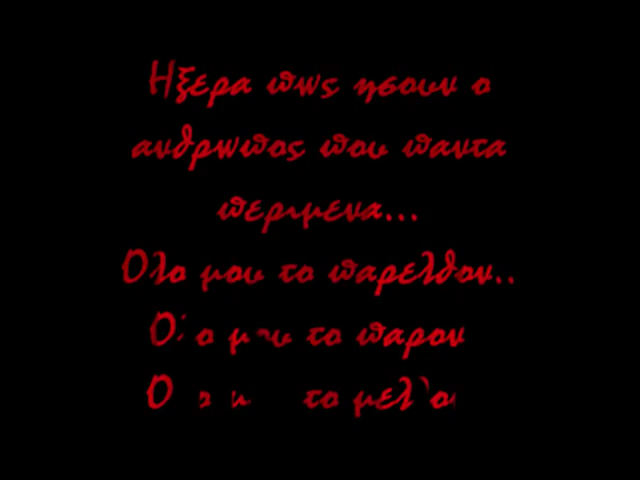 Ηξερα πως ησουν ο
ανθρωπος που παντα
περιμενα...
Ολο μου το παρελθον..
το παρον
το